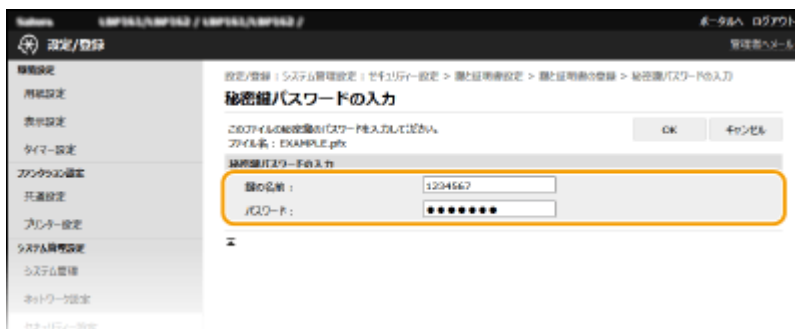 ポータルへ ログアウト
設定/登録
管理者へメール
環境設定
用紙設定
表示設定
タイマー設定
ファンクション設定
共通設定
プリンター設定
システム管理設定
システム管理
ネットワーク設定
セキュリティー設定
設定/登録：システム管理設定：セキュリティー設定 > 鍵と証明書設定 > 鍵と証明書の登録 > 秘密鍵パスワードの入力
秘密鍵パスワードの入力
このファイルの秘密鍵のパスワードを入力してください。
ファイル名：EXAMPLE.pfx
OK キャンセル
秘密鍵パスワードの入力
鍵の名前： 1234567
パスワード： ●●●●●●●